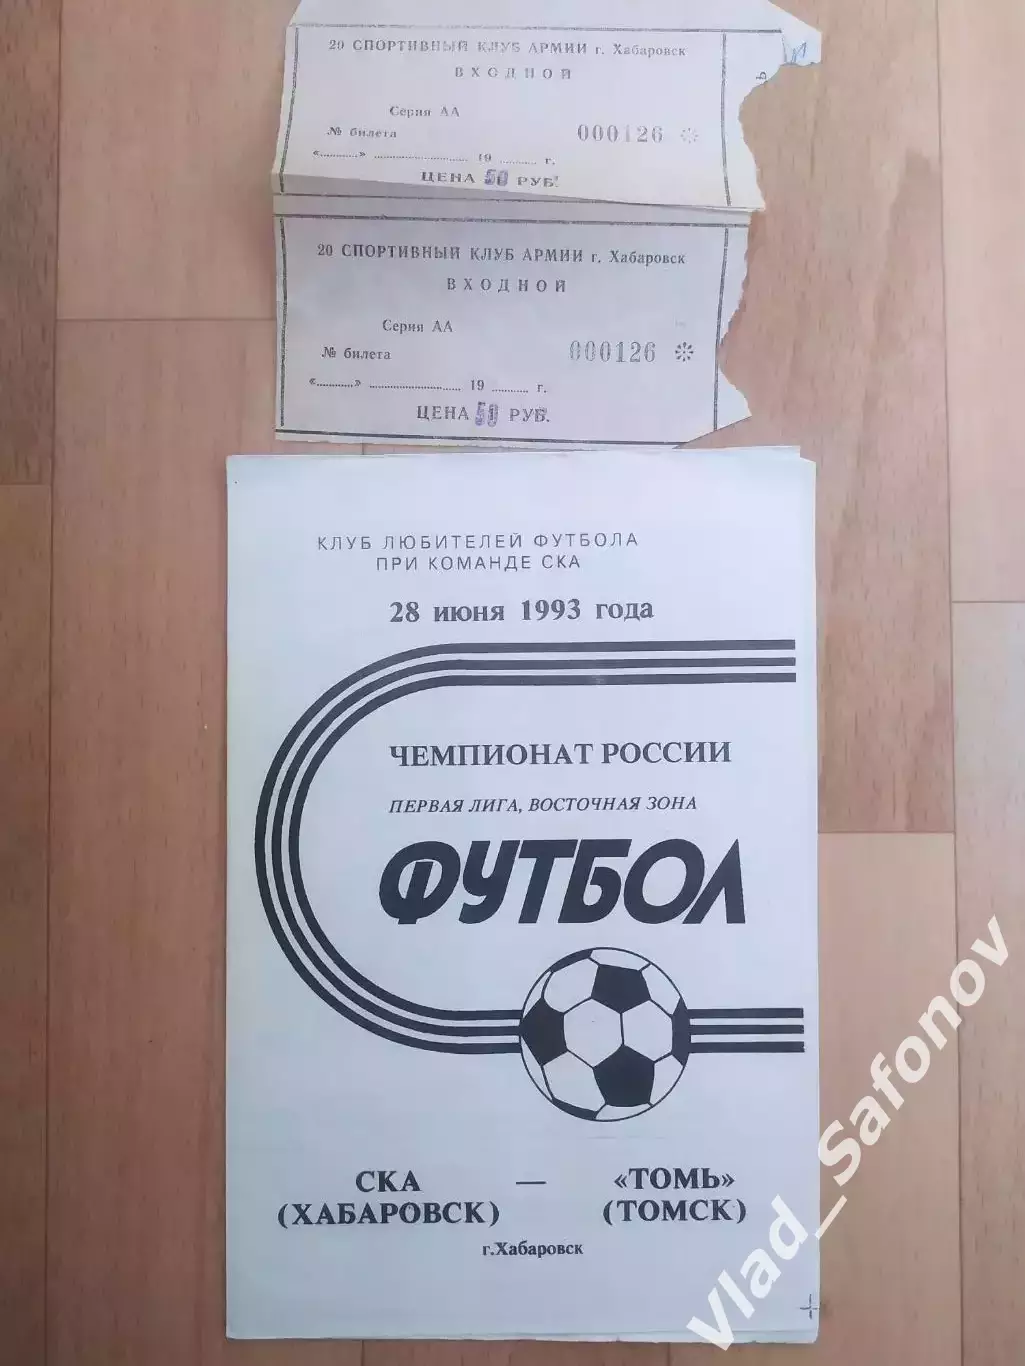 20 СПОРТИВНЫЙ КЛУБ АРМИИ г. Хабаровск
ВХОДНОЙ
Серия АА
№ билета 000126
«...........» ............................ 19 ........... г.
ЦЕНА 50 РУБ.
20 СПОРТИВНЫЙ КЛУБ АРМИИ г. Хабаровск
ВХОДНОЙ
Серия АА
№ билета 000126
«...........» ............................ 19 ........... г.
ЦЕНА 50 РУБ.
КЛУБ ЛЮБИТЕЛЕЙ ФУТБОЛА
ПРИ КОМАНДЕ СКА
28 июня 1993 года
ЧЕМПИОНАТ РОССИИ
ПЕРВАЯ ЛИГА, ВОСТОЧНАЯ ЗОНА
ФУТБОЛ
СКА — «ТОМЬ»
(ХАБАРОВСК) (ТОМСК)
г.Хабаровск
Vlad_Safonov